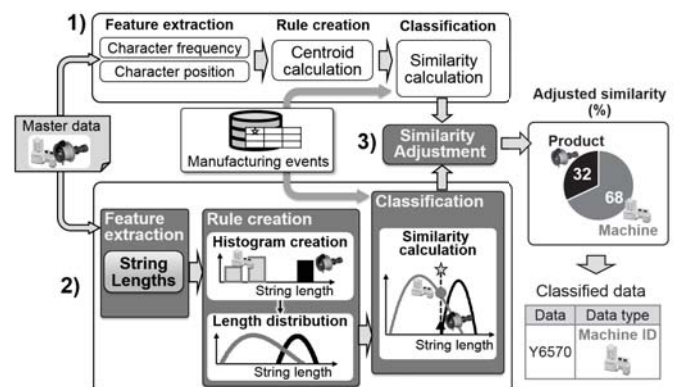 1)
Feature extraction
Character frequency
Character position
Rule creation
Centroid
calculation
Classification
Similarity
calculation
Master data
Manufacturing events
3)
Similarity
Adjustment
Adjusted similarity
(%)
Product
32
68
Machine
2)
Feature
extraction
String
Lengths
Rule creation
Histogram creation
String length
Length distribution
String length
Classification
Similarity
calculation
String length
Classified data
Data
Data type
Y6570
Machine ID